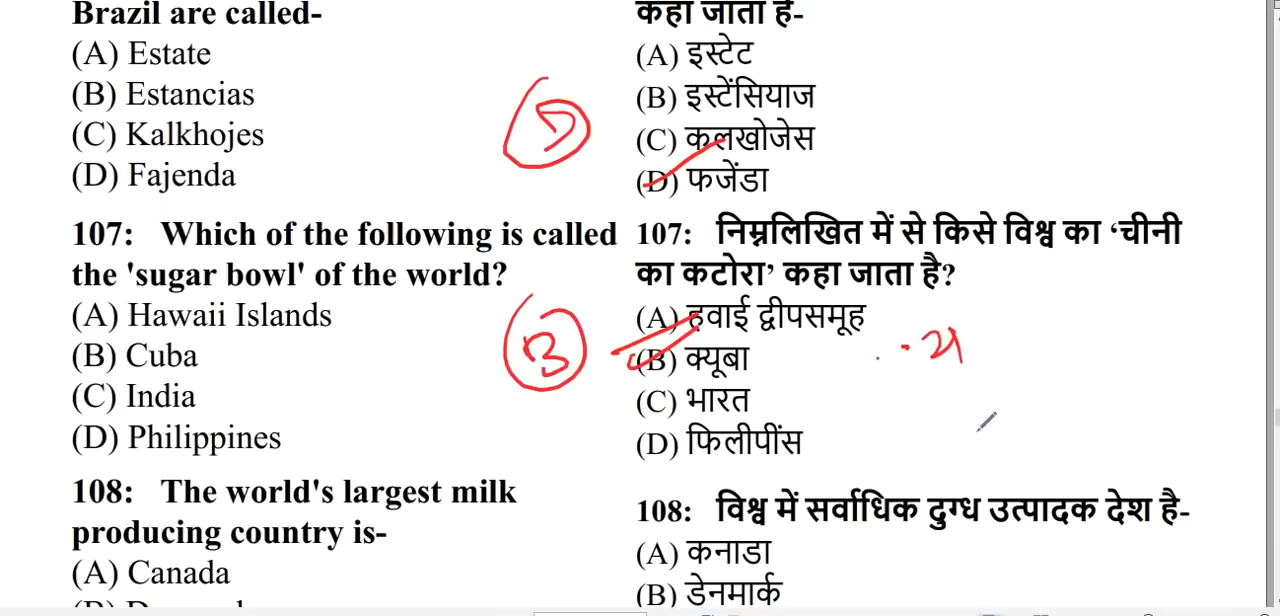 Brazil are called-
(A) Estate
(B) Estancias
(C) Kalkhojes
(D) Fajenda
D
107: Which of the following is called
the 'sugar bowl' of the world?
(A) Hawaii Islands
(B) Cuba
(C) India
(D) Philippines
B
108: The world's largest milk
producing country is-
(A) Canada
कहा जाता है-
(A) इस्टेट
(B) इस्टेंसियाज
(C) कलखोजेस
(D) फजेंडा
107: निम्नलिखित में से किसे विश्व का ‘चीनी
का कटोरा’ कहा जाता है?
(A) हवाई द्वीपसमूह
(B) क्यूबा
(C) भारत
(D) फिलीपींस
108: विश्व में सर्वाधिक दुग्ध उत्पादक देश है-
(A) कनाडा
(B) डेनमार्क